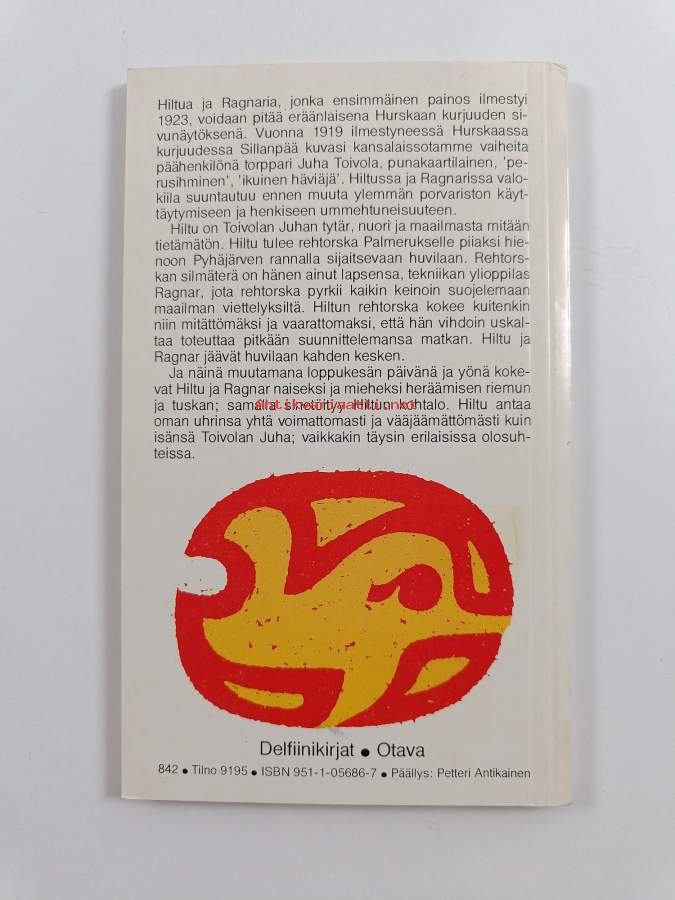 Hiltua ja Ragnaria, jonka ensimmäinen painos ilmestyi
1923, voidaan pitää eräänlaisena Hurskaan kurjuuden si-
vunäytöksenä. Vuonna 1919 ilmestyneessä Hurskaassa
kurjuudessa Sillanpää kuvasi kansalaissotamme vaiheita
päähenkilönä torppari Juha Toivola, punakaartilainen, 'pe-
rusihminen', 'ikuinen häviäjä'. Hiltussa ja Ragnarissa valo-
kiila suuntautuu ennen muuta ylemmän porvariston käyt-
täytymiseen ja henkiseen ummehtuneisuuteen.
Hiltu on Toivolan Juhan tytär, nuori ja maailmasta mitään
tietämätön. Hiltu tulee rehtorska Palmerukselle piiaksi hie-
noon Pyhäjärven rannalla sijaitsevaan huvilaan. Rehtors-
kan silmäterä on hänen ainut lapsensa, tekniikan ylioppilas
Ragnar, jota rehtorska pyrkii kaikin keinoin suojelemaan
maailman viettelyksiltä. Hiltun rehtorska kokee kuitenkin
niin mitättömäksi ja vaarattomaksi, että hän vihdoin uskal-
taa toteuttaa pitkään suunnittelemansa matkan. Hiltu ja
Ragnar jäävät huvilaan kahden kesken.
Ja näinä muutamana loppukesän päivänä ja yönä koke-
vat Hiltu ja Ragnar naiseksi ja mieheksi heräämisen riemun
ja tuskan; samalla sinetöityy Hiltun kohtalo. Hiltu antaa
oman uhrinsa yhtä voimattomasti ja vääjäämättömästi kuin
isänsä Toivolan Juha; vaikkakin täysin erilaisissa olosuh-
teissa.
Delfiinikirjat • Otava
842 • Tilno 9195 • ISBN 951-1-05686-7 • Päällys: Petteri Antikainen